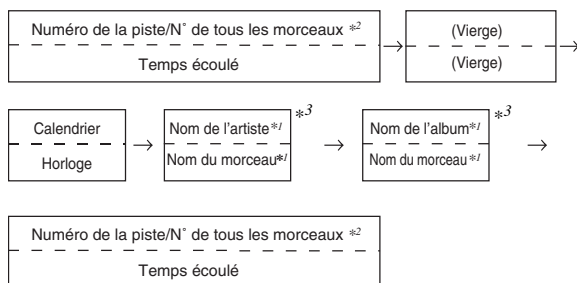 Numéro de la piste/N° de tous les morceaux *2
Temps écoulé
→
(Vierge)
(Vierge)
→
Calendrier
Horloge
→
Nom de l'artiste*1
Nom du morceau*1
*3
→
Nom de l'album*1
Nom du morceau*1
*3
→
Numéro de la piste/N° de tous les morceaux *2
Temps écoulé